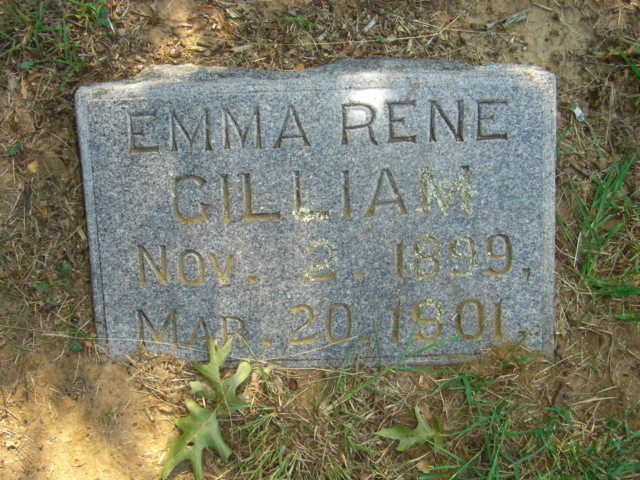 EMMA RENE
GILLIAM
NOV. 2. 1899,
MAR. 20. 1901.